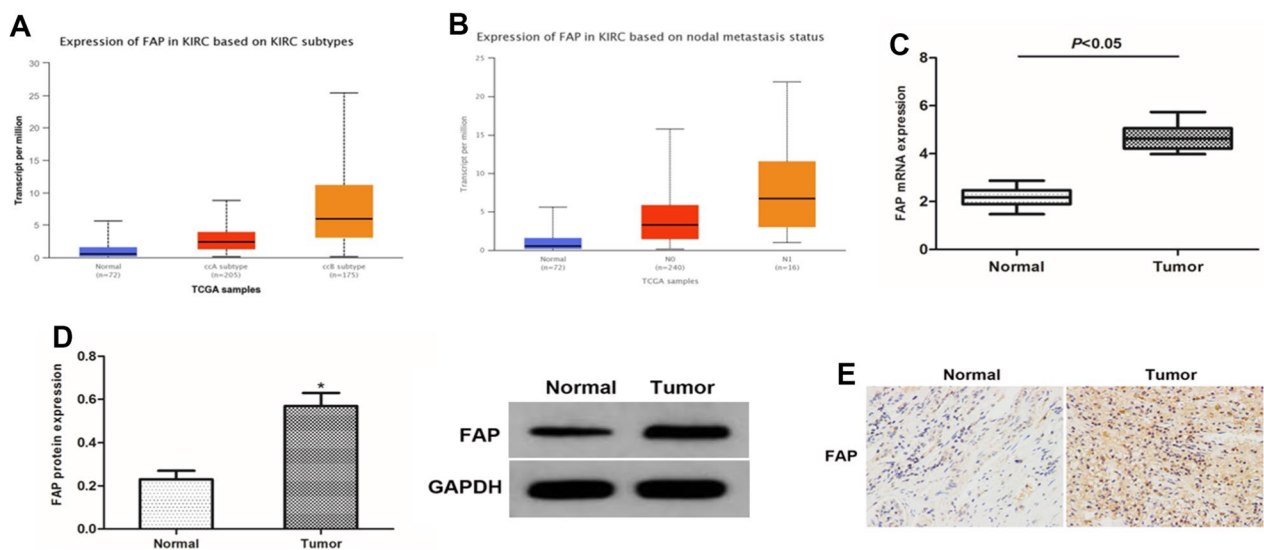 A
Expression of FAP in KIRC based on KIRC subtypes
Transcript per million
30
25
20
15
10
5
0
Normal
(n=72)
ccA subtype
(n=205)
ccB subtype
(n=175)
TCGA samples
B
Expression of FAP in KIRC based on nodal metastasis status
Transcript per million
25
20
15
10
5
0
Normal
(n=72)
N0
(n=240)
N1
(n=16)
TCGA samples
C
P<0.05
FAP mRNA expression
8
6
4
2
0
Normal
Tumor
D
FAP protein expression
0.8
0.6
0.4
0.2
0.0
*
Normal
Tumor
Normal Tumor
FAP
GAPDH
E
Normal Tumor
FAP